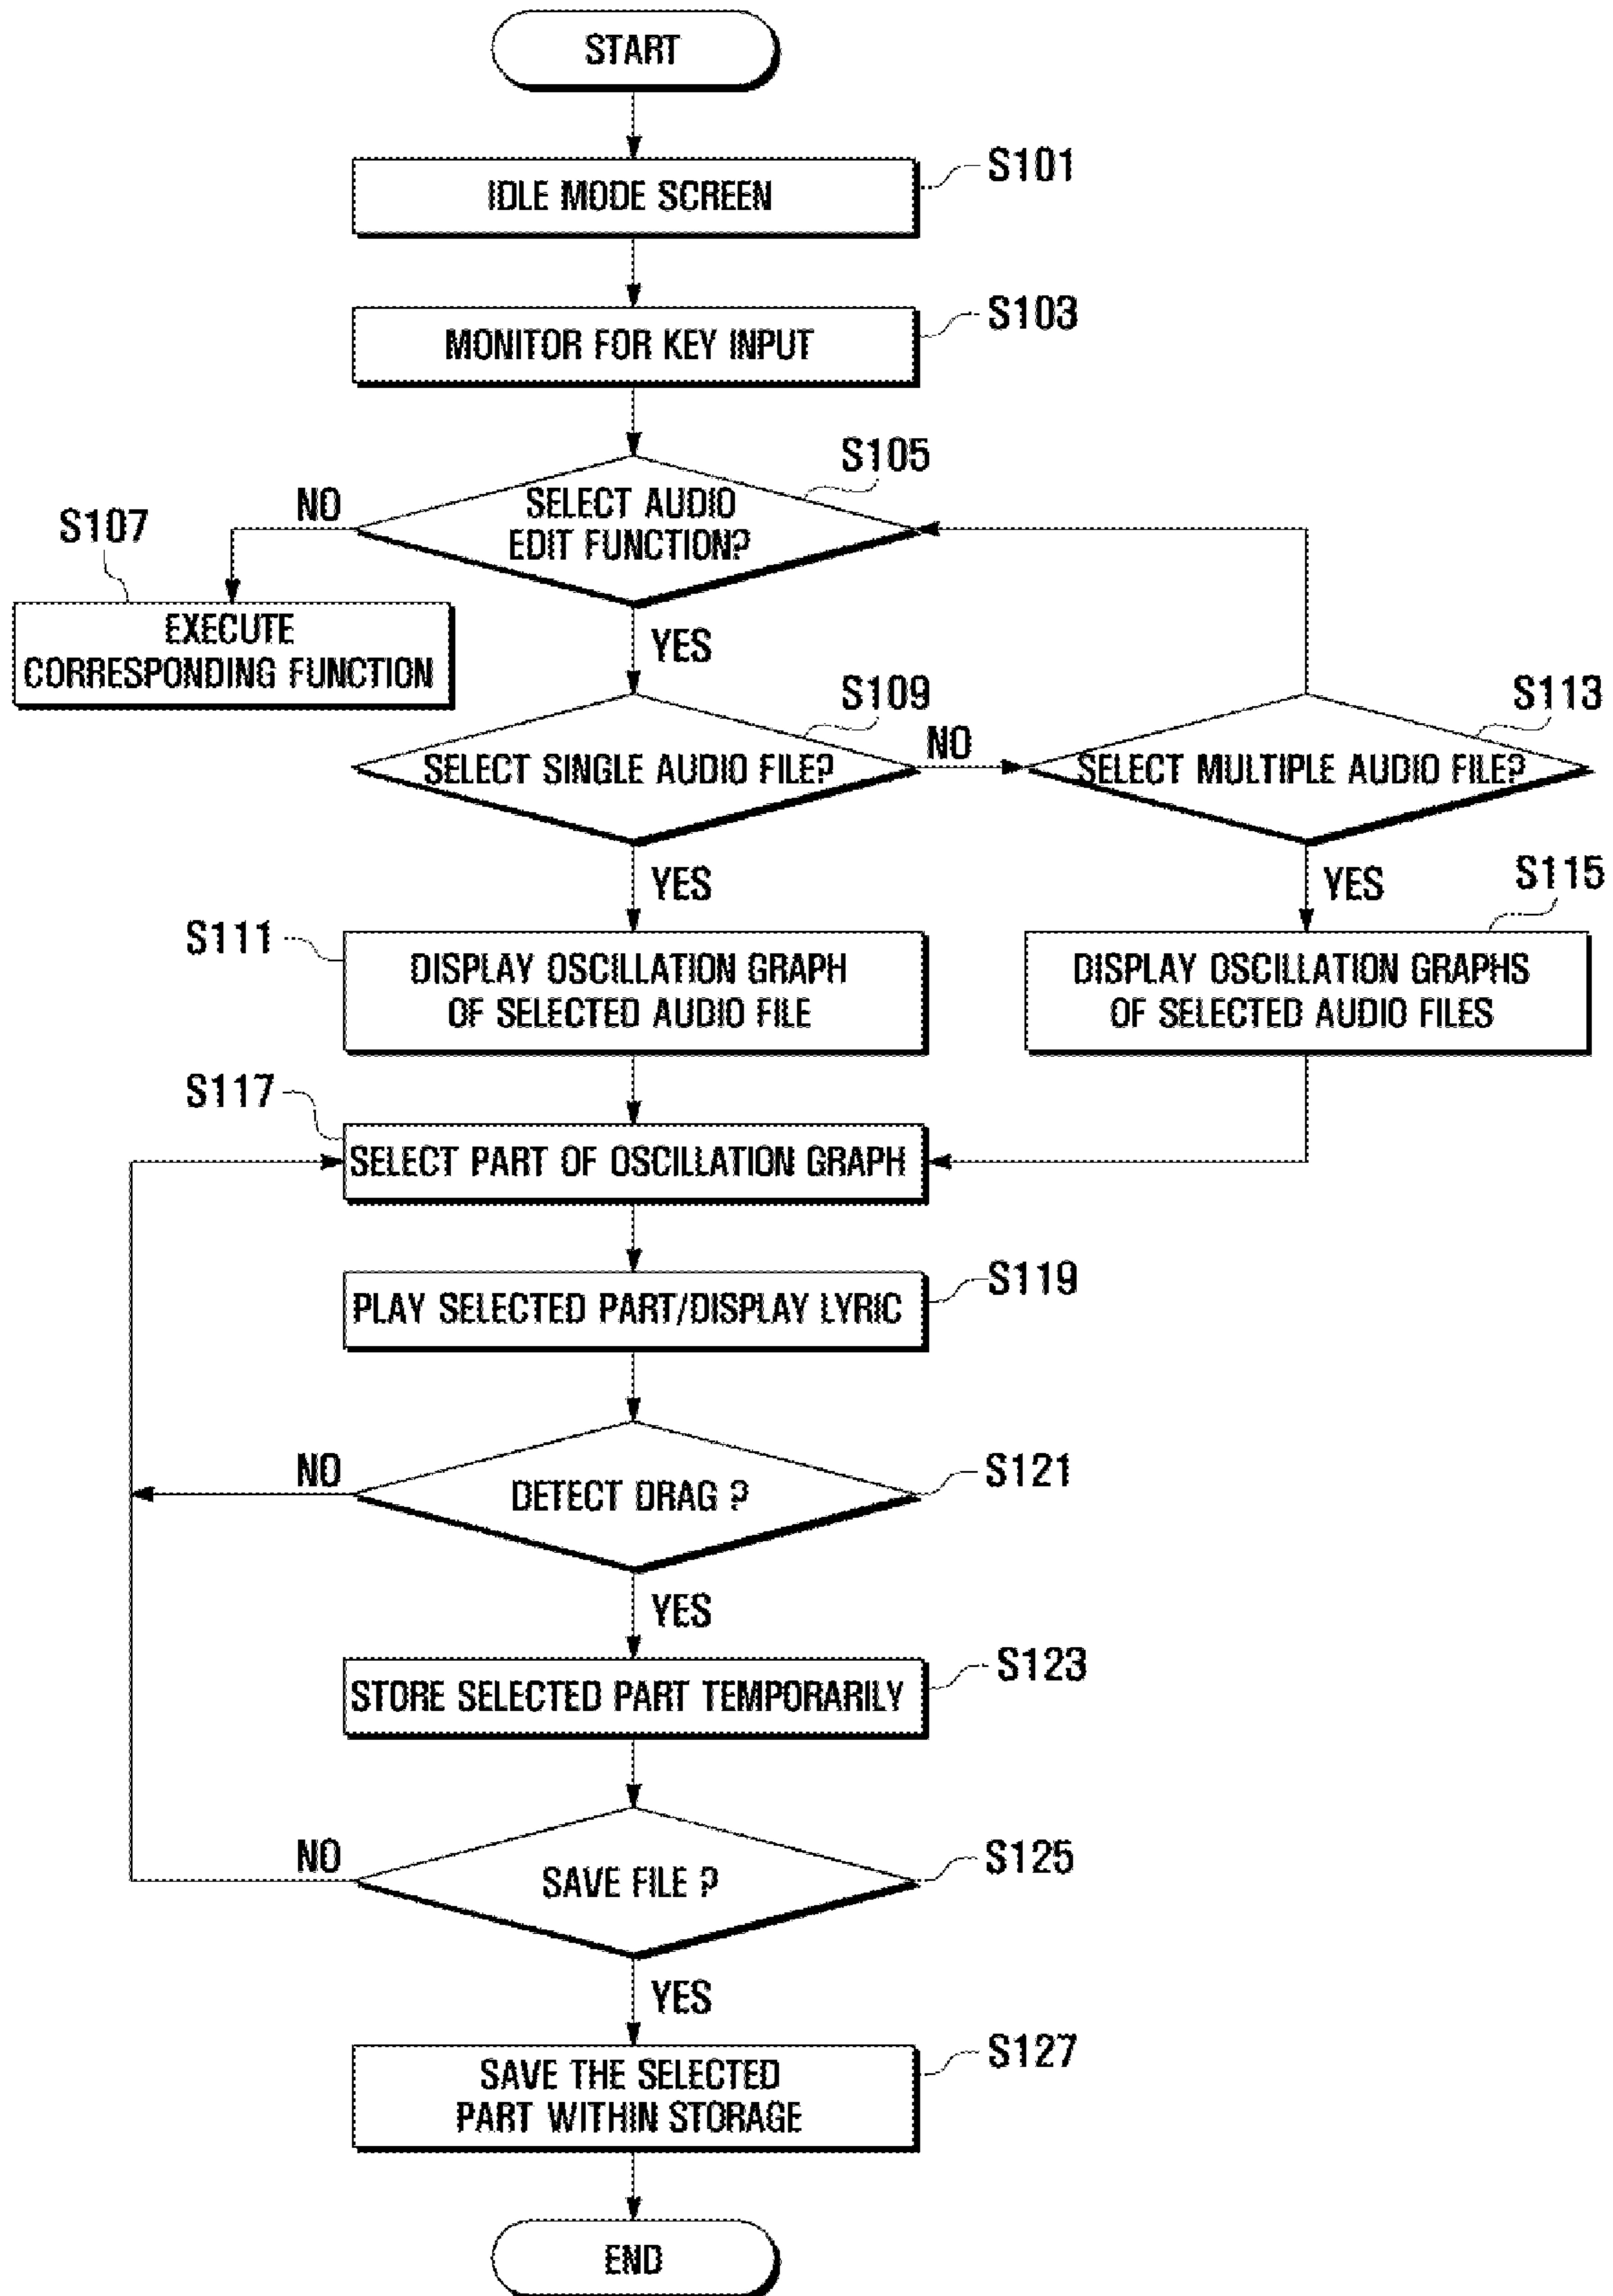 START
IDLE MODE SCREEN
S101
MONITOR FOR KEY INPUT
S103
SELECT AUDIO
EDIT FUNCTION?
S105
NO
S107
EXECUTE
CORRESPONDING FUNCTION
YES
SELECT SINGLE AUDIO FILE?
S109
NO
SELECT MULTIPLE AUDIO FILE?
S113
YES
YES
S111
DISPLAY OSCILLATION GRAPH
OF SELECTED AUDIO FILE
S115
DISPLAY OSCILLATION GRAPHS
OF SELECTED AUDIO FILES
S117
SELECT PART OF OSCILLATION GRAPH
PLAY SELECTED PART/DISPLAY LYRIC
S119
NO
DETECT DRAG ?
S121
YES
STORE SELECTED PART TEMPORARILY
S123
NO
SAVE FILE ?
S125
YES
SAVE THE SELECTED
PART WITHIN STORAGE
S127
END